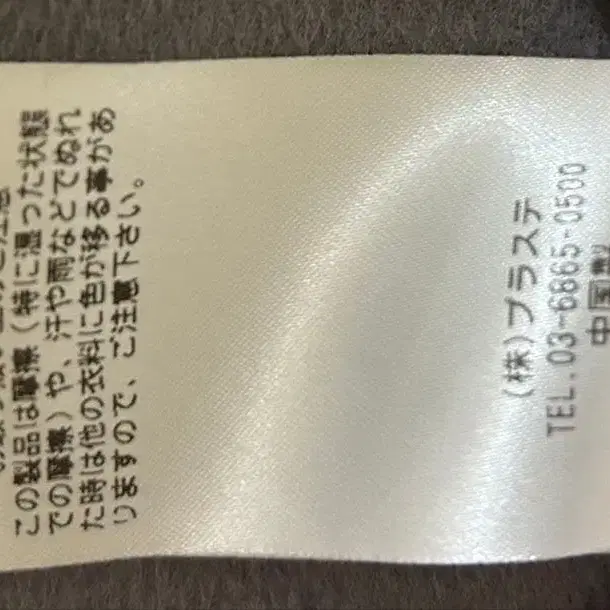 この製品は摩擦（特に湿った状態
での摩擦）や、汗や雨などでぬれ
た時は他の衣料に色が移る事があ
りますので、ご注意下さい。
（株）プラステ
TEL.03-6865-0500
中国製